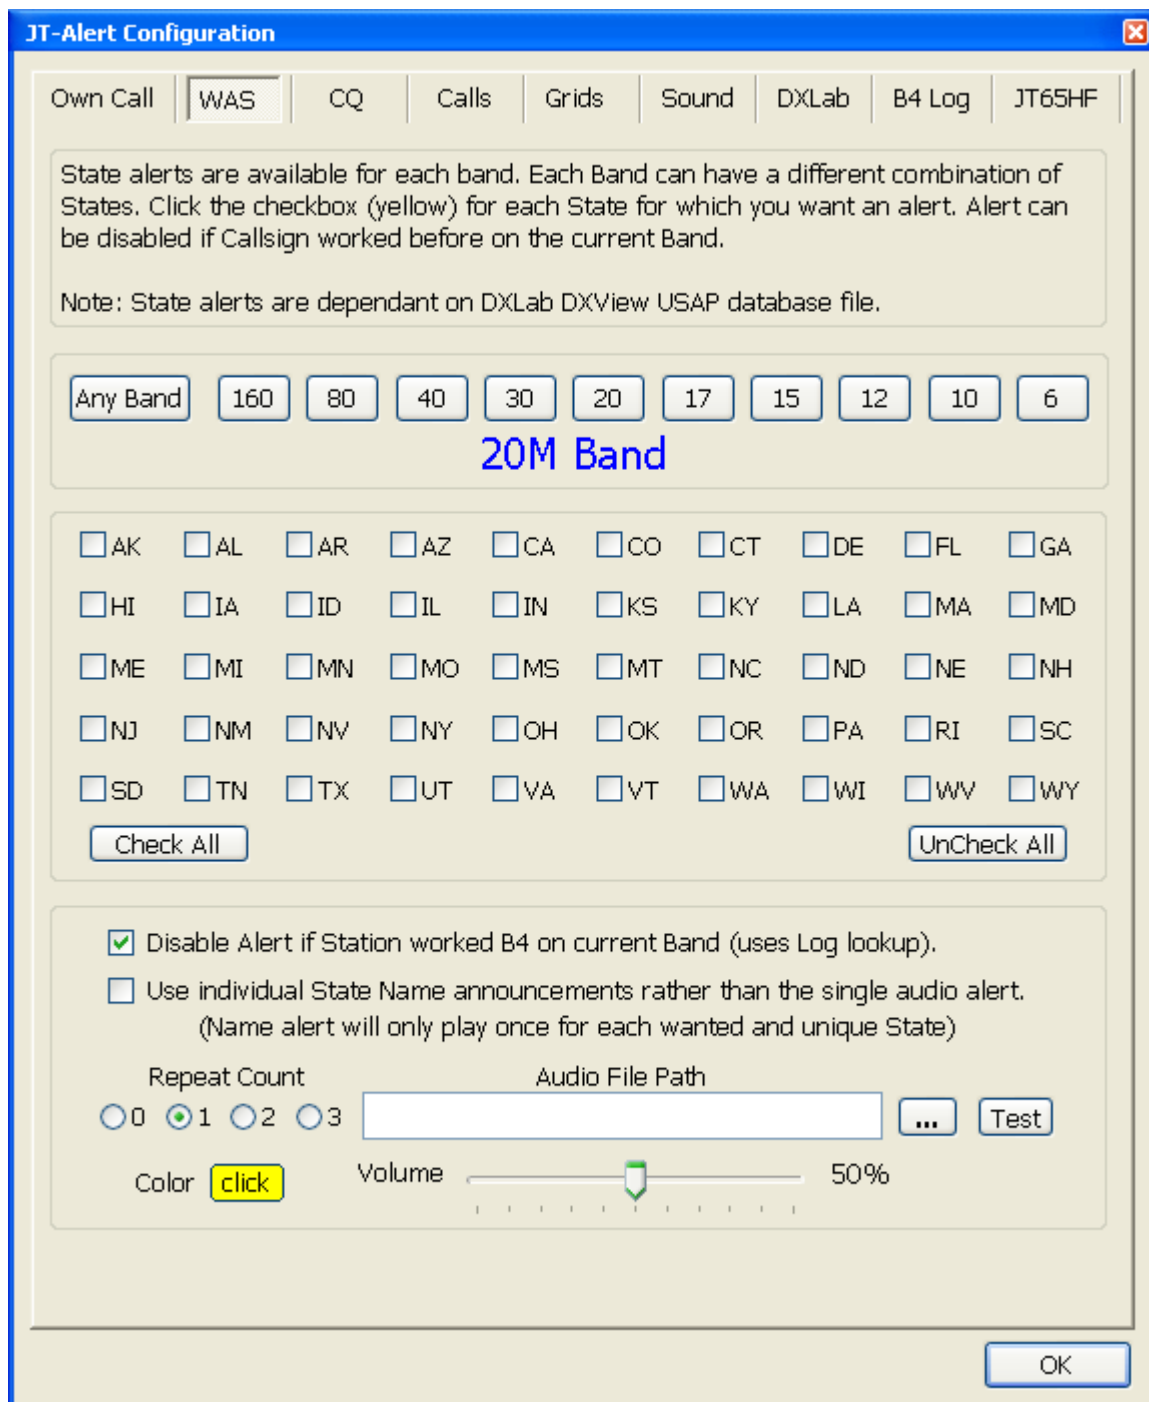 JT-Alert Configuration
Own Call WAS CQ Calls Grids Sound DXLab B4 Log JT65HF
State alerts are available for each band. Each Band can have a different combination of
States. Click the checkbox (yellow) for each State for which you want an alert. Alert can
be disabled if Callsign worked before on the current Band.
Note: State alerts are dependant on DXLab DXView USAP database file.
Any Band 160 80 40 30 20 17 15 12 10 6
20M Band
AK AL AR AZ CA CO CT DE FL GA
HI IA ID IL IN KS KY LA MA MD
ME MI MN MO MS MT NC ND NE NH
NJ NM NV NY OH OK OR PA RI SC
SD TN TX UT VA VT WA WI WV WY
Check All UnCheck All
Disable Alert if Station worked B4 on current Band (uses Log lookup).
Use individual State Name announcements rather than the single audio alert.
(Name alert will only play once for each wanted and unique State)
Repeat Count Audio File Path
0 1 2 3 ... Test
Color click Volume 50%
OK